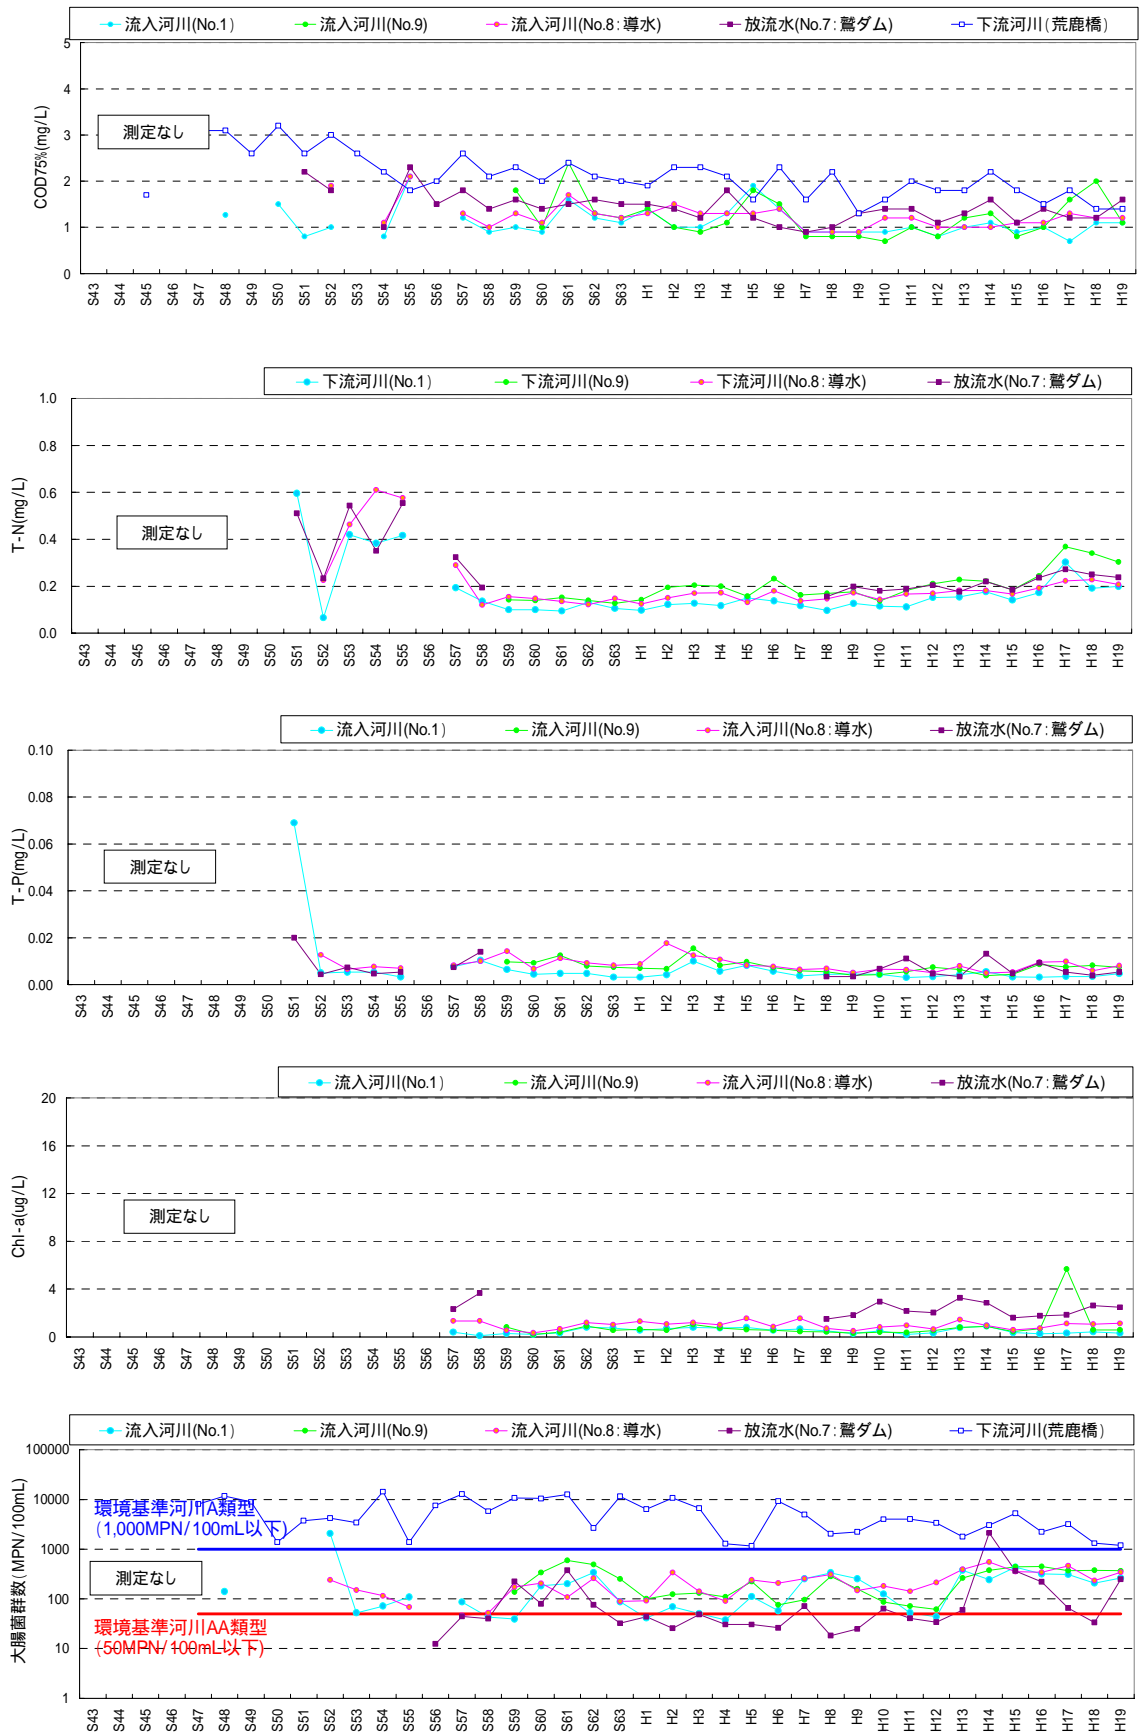 流入河川(No.1) 流入河川(No.9) 流入河川(No.8:導水) 放流水(No.7:鷲ダム) 下流河川(荒鹿橋)
COD75%(mg/L)
5
4
3
2
1
0
測定なし
S43 S44 S45 S46 S47 S48 S49 S50 S51 S52 S53 S54 S55 S56 S57 S58 S59 S60 S61 S62 S63 H1 H2 H3 H4 H5 H6 H7 H8 H9 H10 H11 H12 H13 H14 H15 H16 H17 H18 H19
下流河川(No.1) 下流河川(No.9) 下流河川(No.8:導水) 放流水(No.7:鷲ダム)
T-N(mg/L)
1.0
0.8
0.6
0.4
0.2
0.0
測定なし
S43 S44 S45 S46 S47 S48 S49 S50 S51 S52 S53 S54 S55 S56 S57 S58 S59 S60 S61 S62 S63 H1 H2 H3 H4 H5 H6 H7 H8 H9 H10 H11 H12 H13 H14 H15 H16 H17 H18 H19
流入河川(No.1) 流入河川(No.9) 流入河川(No.8:導水) 放流水(No.7:鷲ダム)
T-P(mg/L)
0.10
0.08
0.06
0.04
0.02
0.00
測定なし
S43 S44 S45 S46 S47 S48 S49 S50 S51 S52 S53 S54 S55 S56 S57 S58 S59 S60 S61 S62 S63 H1 H2 H3 H4 H5 H6 H7 H8 H9 H10 H11 H12 H13 H14 H15 H16 H17 H18 H19
流入河川(No.1) 流入河川(No.9) 流入河川(No.8:導水) 放流水(No.7:鷲ダム)
Chl-a(ug/L)
20
16
12
8
4
0
測定なし
S43 S44 S45 S46 S47 S48 S49 S50 S51 S52 S53 S54 S55 S56 S57 S58 S59 S60 S61 S62 S63 H1 H2 H3 H4 H5 H6 H7 H8 H9 H10 H11 H12 H13 H14 H15 H16 H17 H18 H19
流入河川(No.1) 流入河川(No.9) 流入河川(No.8:導水) 放流水(No.7:鷲ダム) 下流河川(荒鹿橋)
大腸菌群数(MPN/100mL)
100000
10000
1000
100
10
1
環境基準河川A類型
(1,000MPN/100mL以下)
測定なし
環境基準河川AA類型
(50MPN/100mL以下)
S43 S44 S45 S46 S47 S48 S49 S50 S51 S52 S53 S54 S55 S56 S57 S58 S59 S60 S61 S62 S63 H1 H2 H3 H4 H5 H6 H7 H8 H9 H10 H11 H12 H13 H14 H15 H16 H17 H18 H19